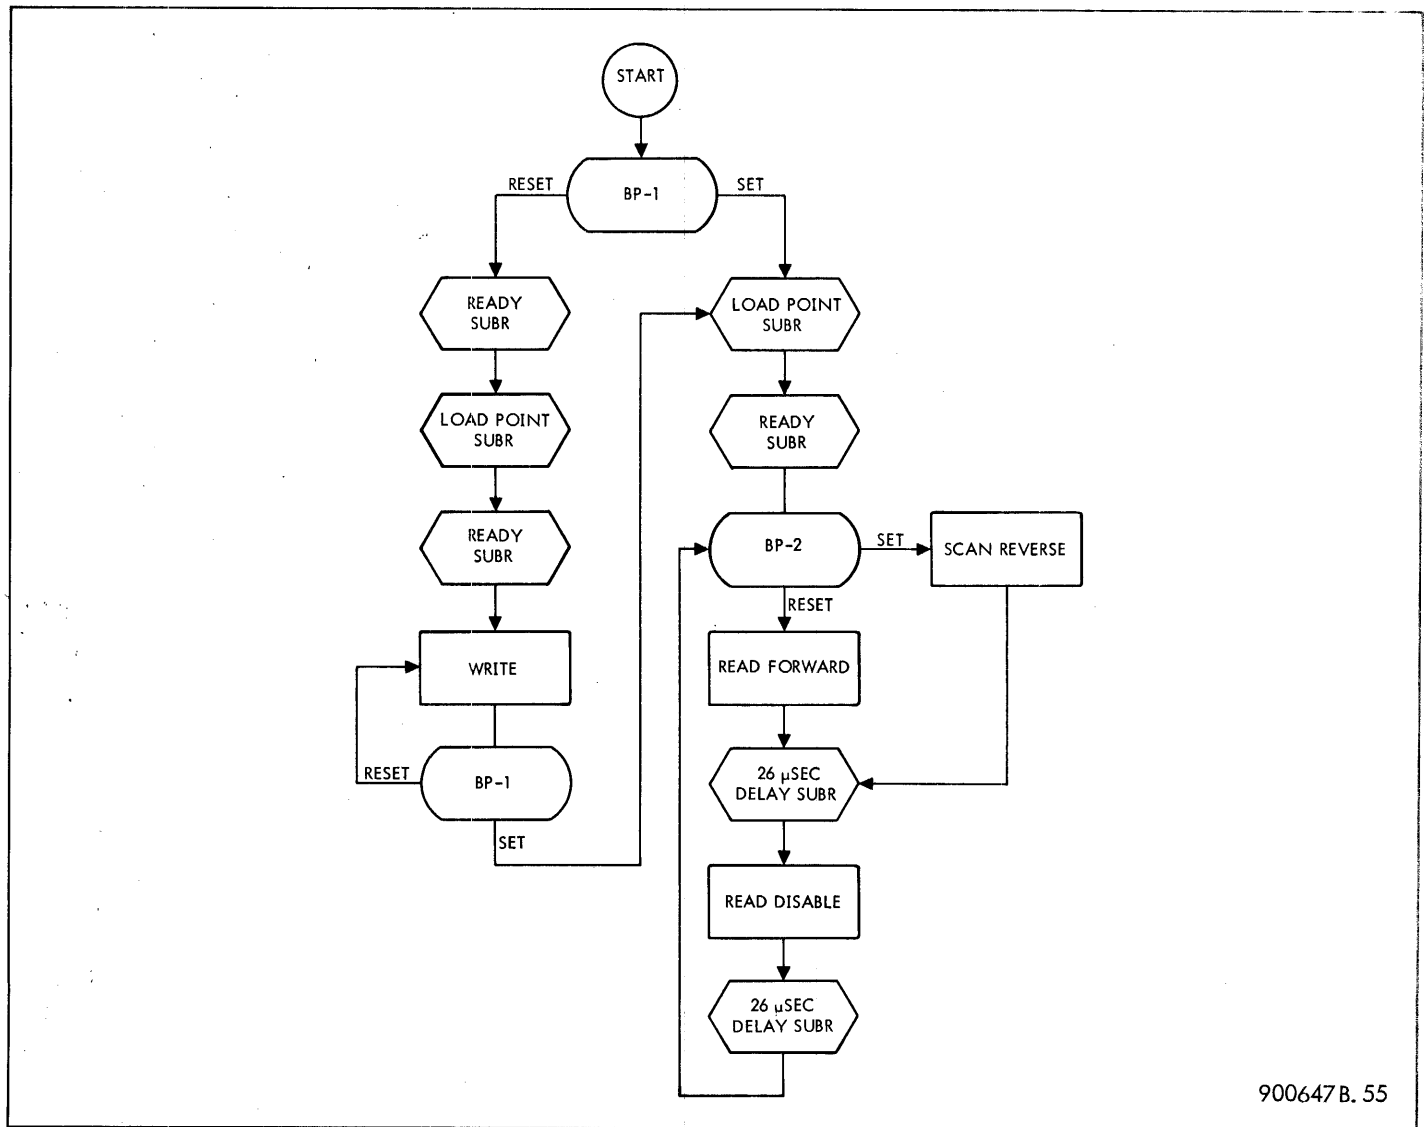 START
BP-1
RESET
SET
READY
SUBR
LOAD POINT
SUBR
LOAD POINT
SUBR
READY
SUBR
READY
SUBR
BP-2
SET
SCAN REVERSE
RESET
WRITE
READ FORWARD
RESET
BP-1
26 μSEC
DELAY SUBR
SET
READ DISABLE
26 μSEC
DELAY SUBR
900647B.55